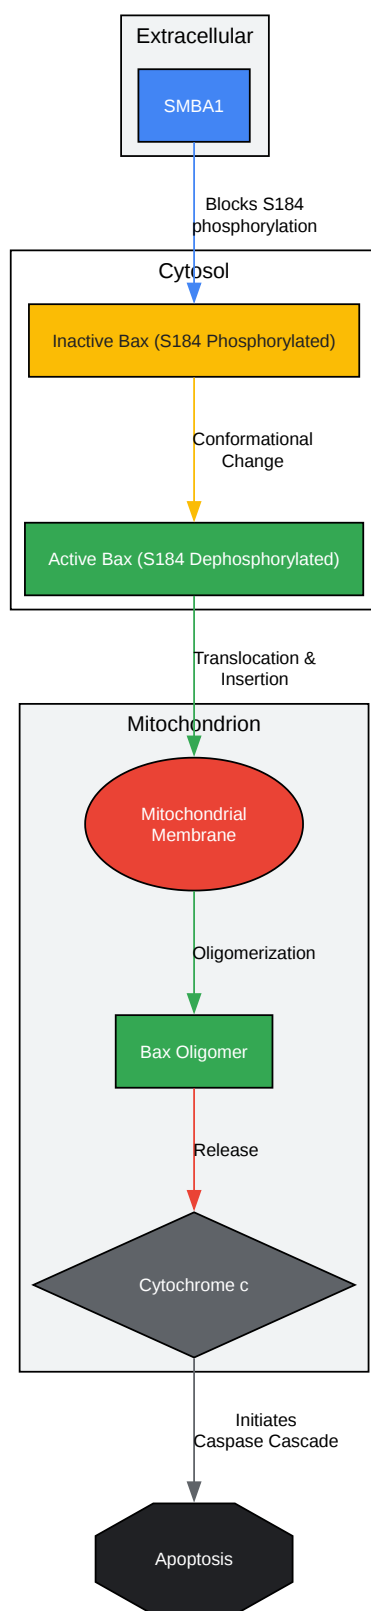 Extracellular
SMBA1
Blocks S184
phosphorylation
Cytosol
Inactive Bax (S184 Phosphorylated)
Conformational
Change
Active Bax (S184 Dephosphorylated)
Translocation &
Insertion
Mitochondrion
Mitochondrial
Membrane
Oligomerization
Bax Oligomer
Release
Cytochrome c
Initiates
Caspase Cascade
Apoptosis